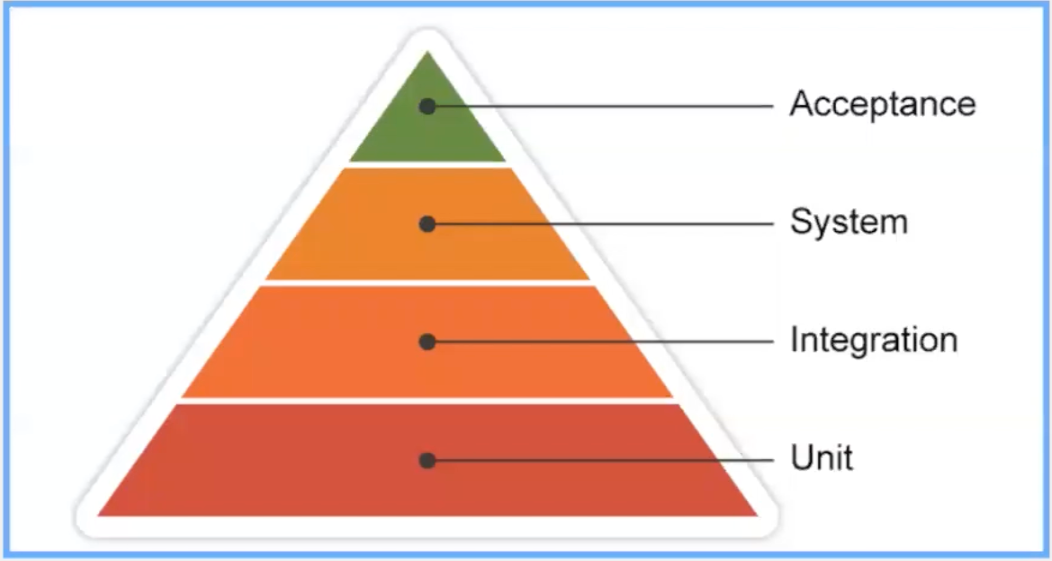 Acceptance
System
Integration
Unit